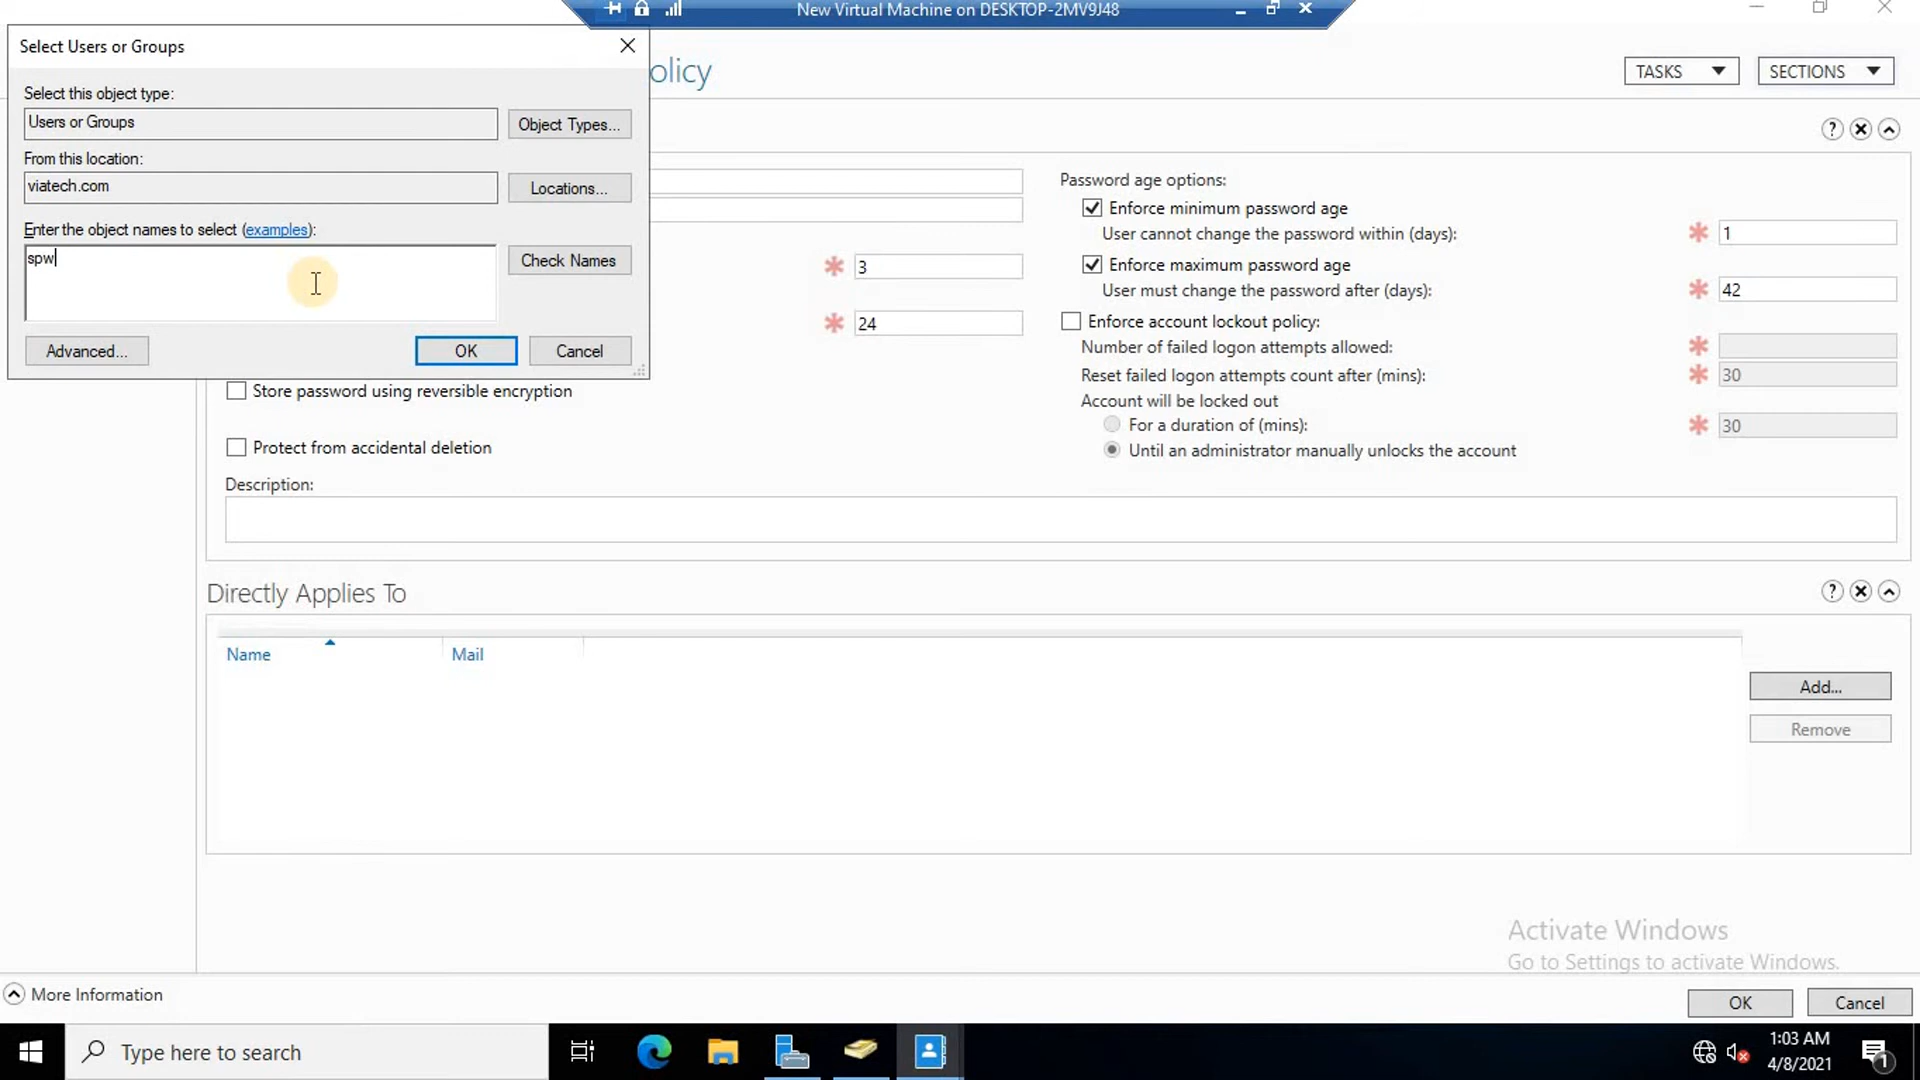 New Virtual Machine on DESKTOP-2MV9J48
Select Users or Groups
olicy
TASKS
SECTIONS
Select this object type:
Users or Groups
Object Types...
From this location:
viatech.com
Locations...
Enter the object names to select (examples):
spw
Check Names
Advanced...
OK
Cancel
3
24
Store password using reversible encryption
Protect from accidental deletion
Password age options:
Enforce minimum password age
User cannot change the password within (days):
1
Enforce maximum password age
User must change the password after (days):
42
Enforce account lockout policy:
Number of failed logon attempts allowed:
Reset failed logon attempts count after (mins):
30
Account will be locked out
For a duration of (mins):
30
Until an administrator manually unlocks the account
Description:
Directly Applies To
Name
Mail
Add...
Remove
Activate Windows
Go to Settings to activate Windows.
More Information
OK
Cancel
Type here to search
1:03 AM
4/8/2021
1